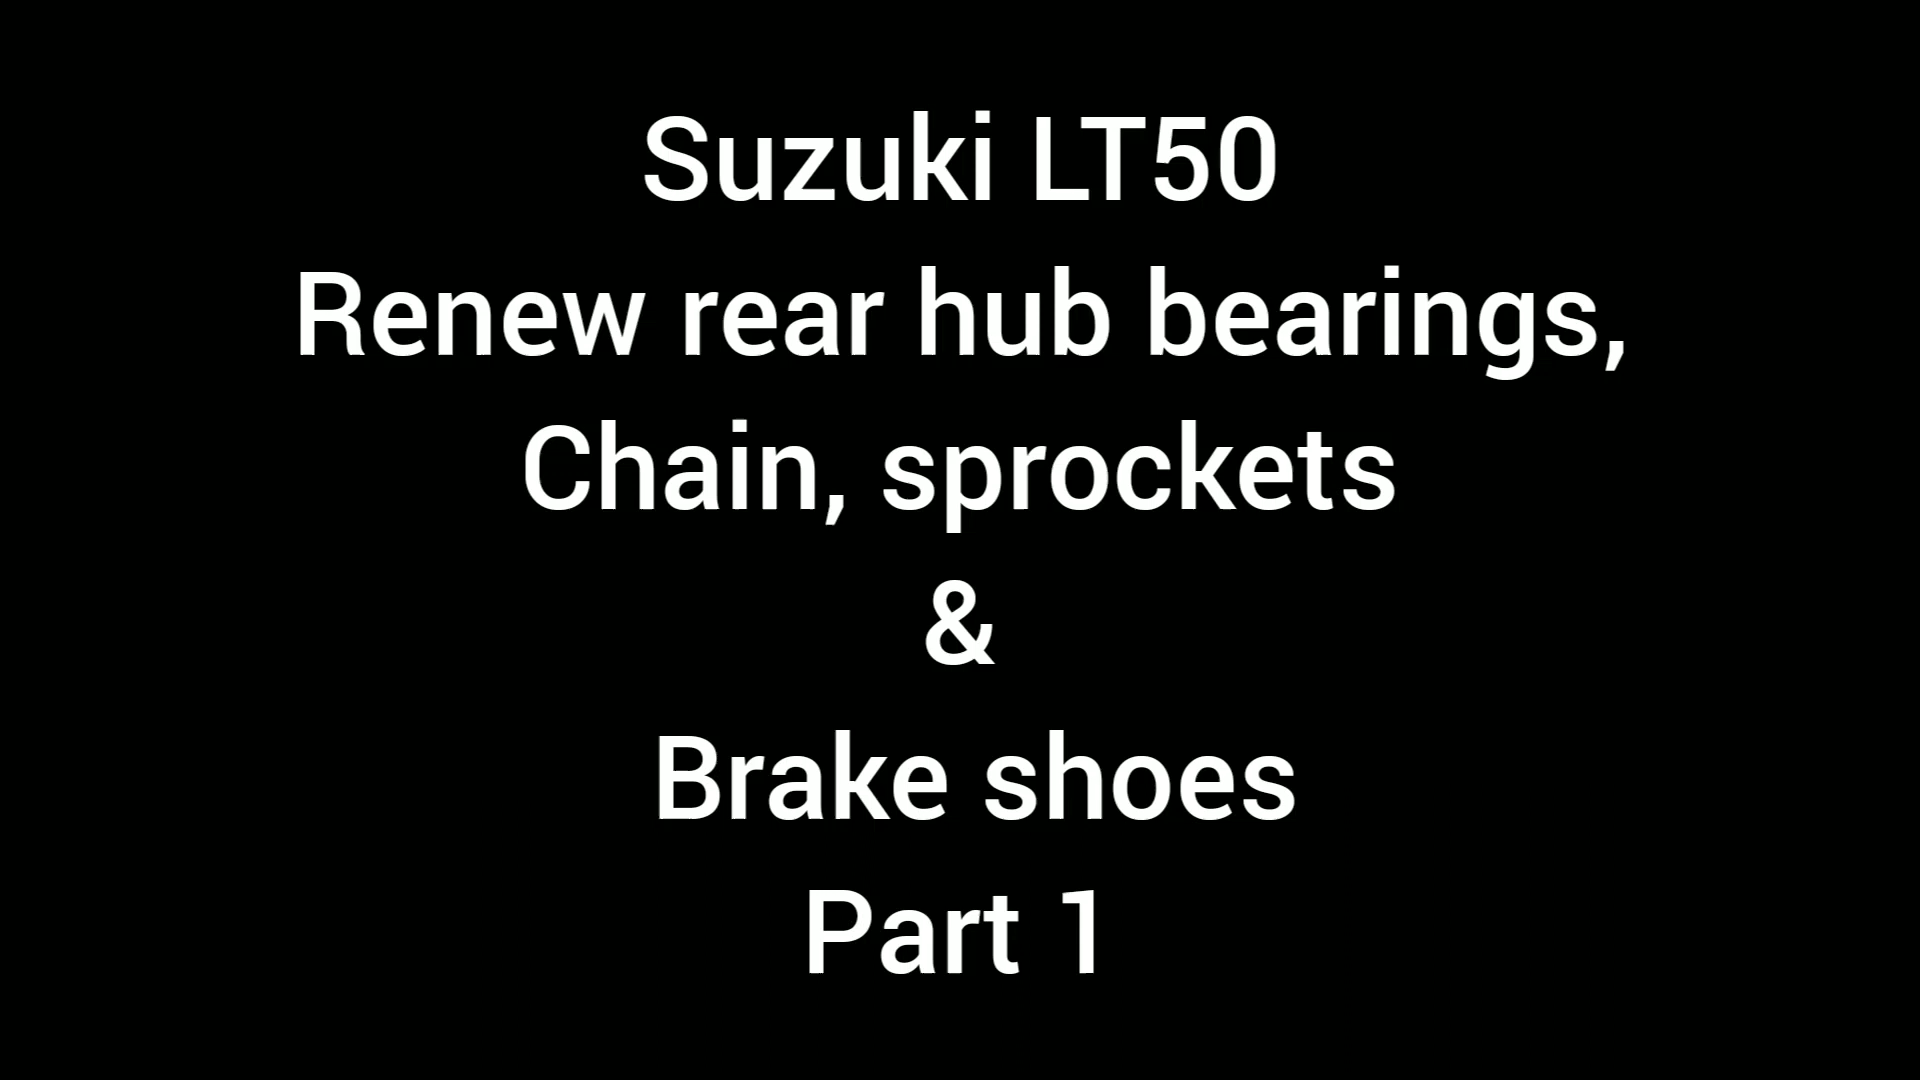 Suzuki LT50
Renew rear hub bearings,
Chain, sprockets
&
Brake shoes
Part 1